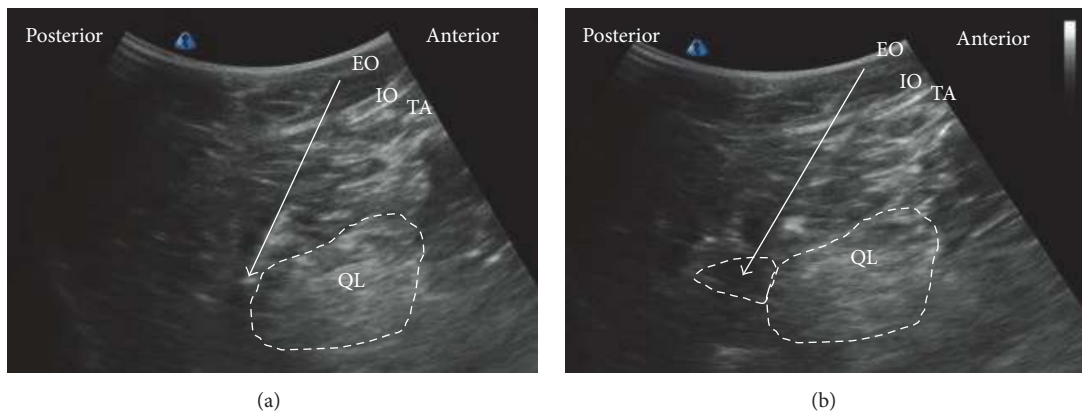 Posterior
Anterior
EO
IO
TA
QL
(a)
Posterior
Anterior
EO
IO
TA
QL
(b)